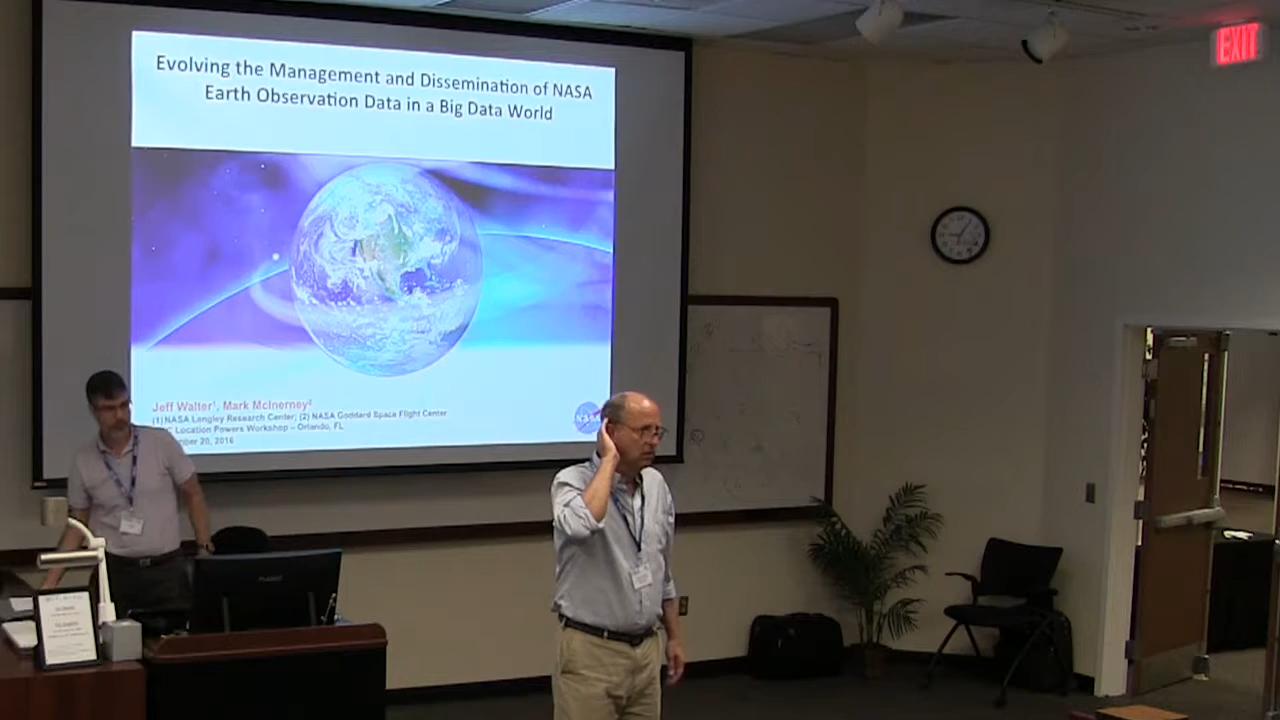 Evolving the Management and Dissemination of NASA
Earth Observation Data in a Big Data World
Jeff Walter¹, Mark McInerney²
(1) NASA Langley Research Center; (2) NASA Goddard Space Flight Center
Location Powers Workshop – Orlando, FL
20, 2016
NASA
EXIT